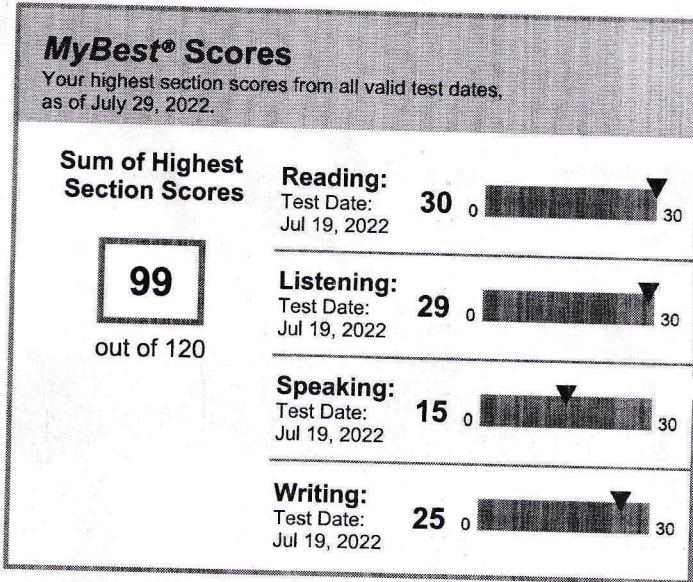 MyBest® Scores
Your highest section scores from all valid test dates,
as of July 29, 2022.
Sum of Highest
Section Scores
99
out of 120
Reading:
Test Date:
Jul 19, 2022
30
0
30
Listening:
Test Date:
Jul 19, 2022
29
0
30
Speaking:
Test Date:
Jul 19, 2022
15
0
30
Writing:
Test Date:
Jul 19, 2022
25
0
30